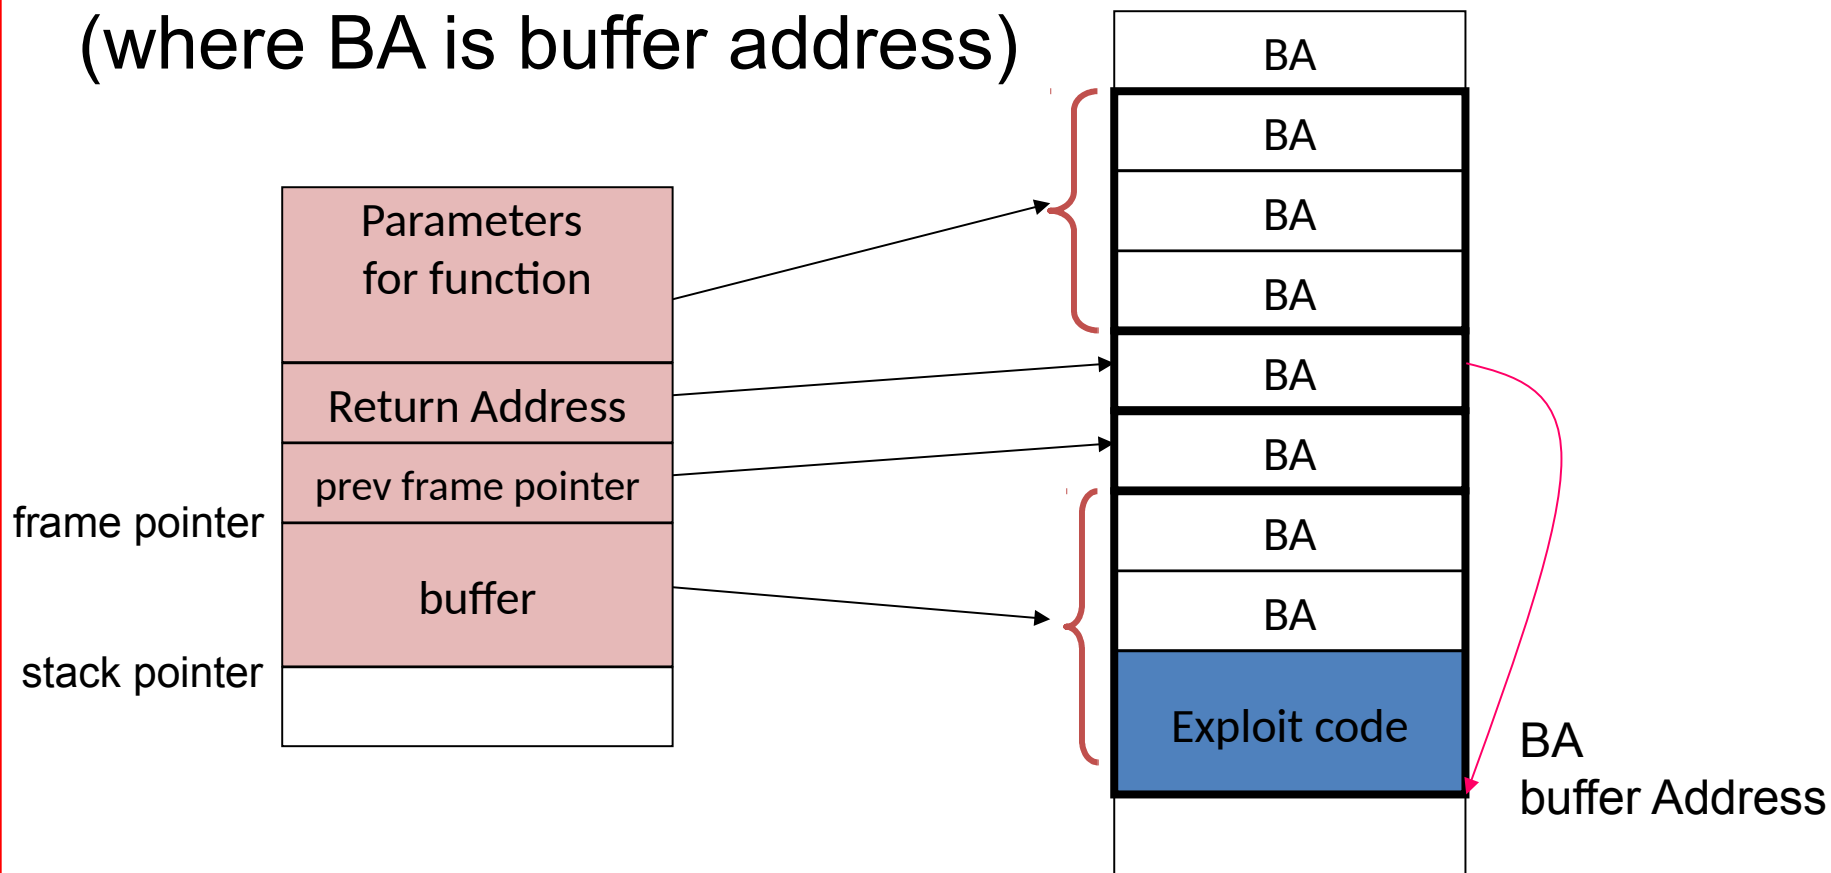 (where BA is buffer address)
Parameters
for function
Return Address
prev frame pointer
frame pointer
buffer
stack pointer
BA
BA
BA
BA
BA
BA
BA
BA
Exploit code
BA
buffer Address